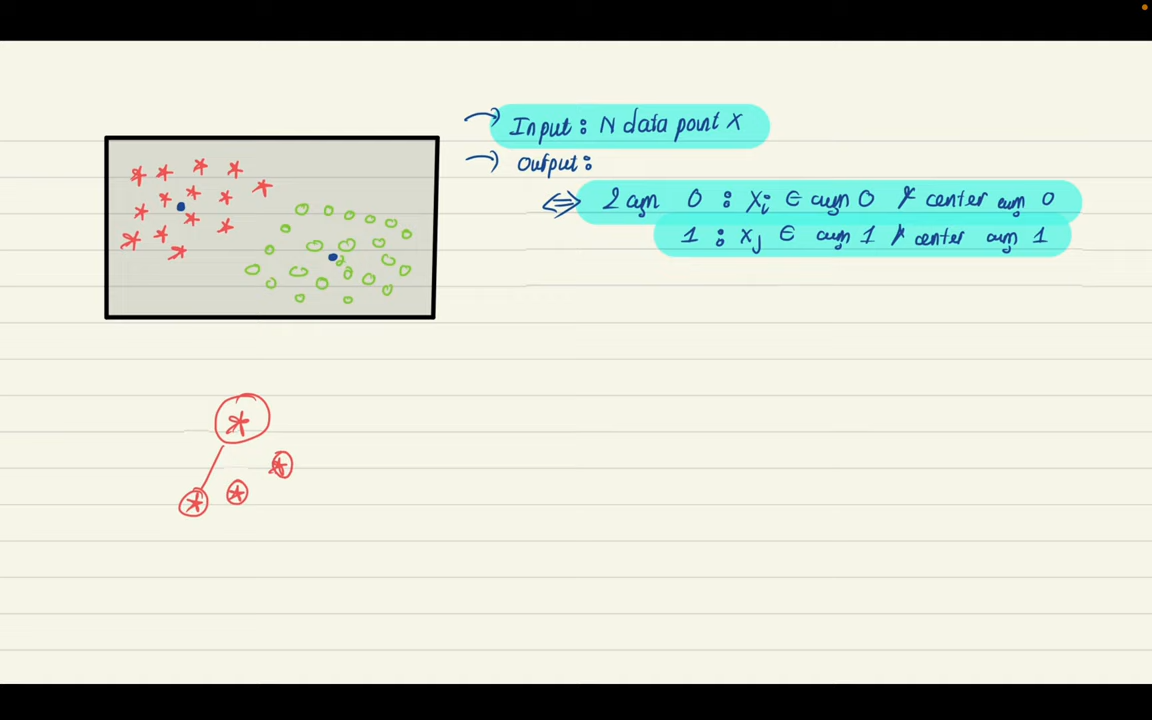 → Input : N data point X
→ Output :
⇔ 2 cụm 0 : Xi ∈ cụm 0 & center cụm 0
1 : xj ∈ cụm 1 & center cụm 1